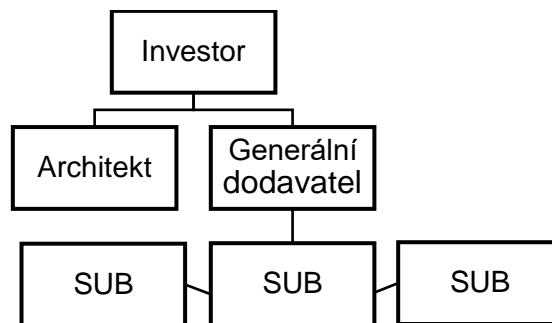 Investor
Architekt
Generální
dodavatel
SUB
SUB
SUB